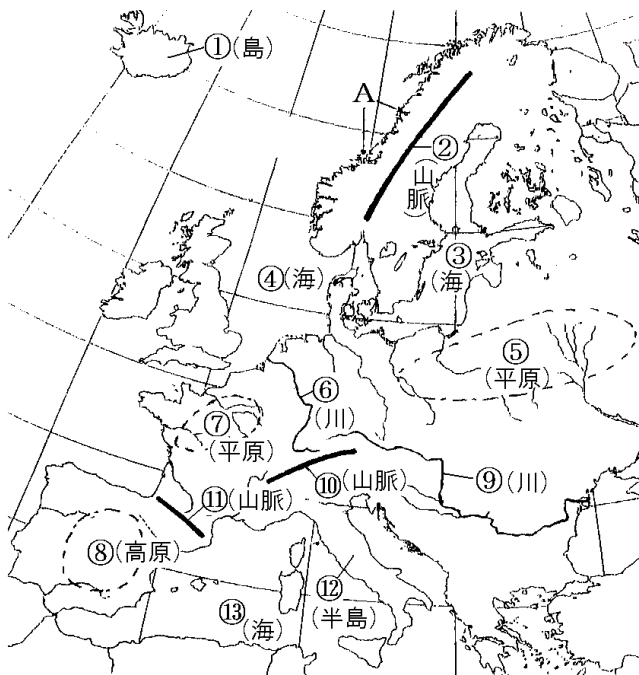 ①(島)
A
②
(山脈)
③
(海)
④(海)
⑤
(平原)
⑥
(川)
⑦
(平原)
⑨(川)
⑩(山脈)
⑪(山脈)
⑧(高原)
⑫
(半島)
⑬
(海)